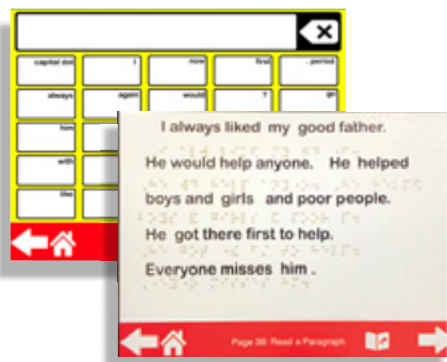 capital dot I now first . period
always again would ? go
him
with
like
I always liked my good father.
He would help anyone. He helped
boys and girls and poor people.
He got there first to help.
Everyone misses him .
Page 39: Read a Paragraph